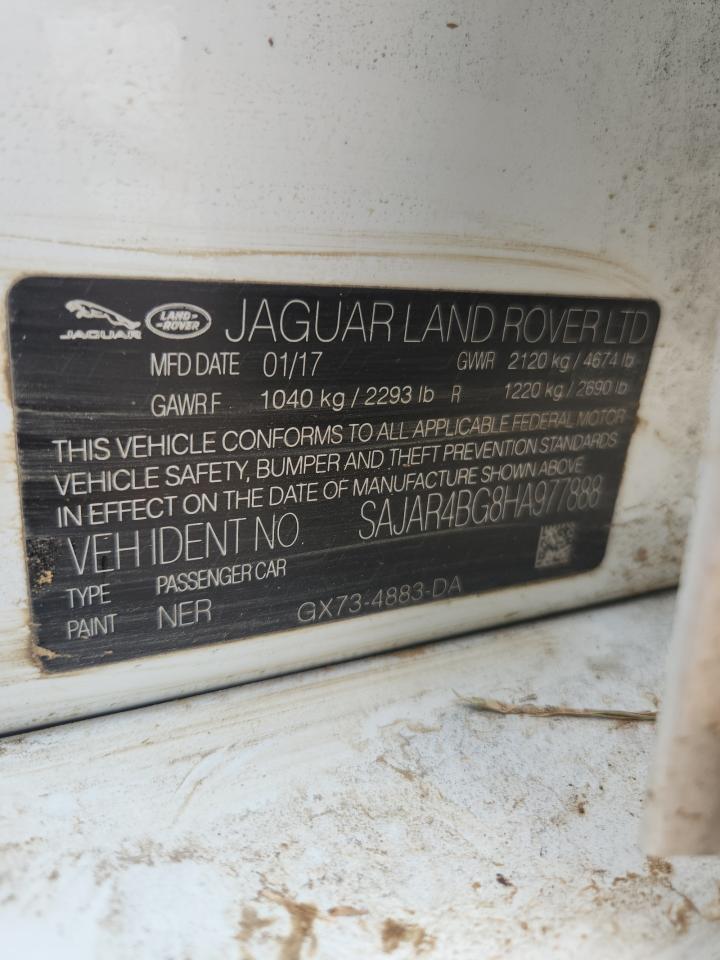 JAGUAR LAND ROVER JAGUAR LAND ROVER LTD
MFD DATE 01/17 GVWR 2120 kg / 4674 lb
GAWR F 1040 kg / 2293 lb R 1220 kg / 2690 lb
THIS VEHICLE CONFORMS TO ALL APPLICABLE FEDERAL MOTOR
VEHICLE SAFETY, BUMPER AND THEFT PREVENTION STANDARDS
IN EFFECT ON THE DATE OF MANUFACTURE SHOWN ABOVE
VEH IDENT NO. SAJAR4BG8HA977888
TYPE PASSENGER CAR
PAINT NER GX73-4883-DA